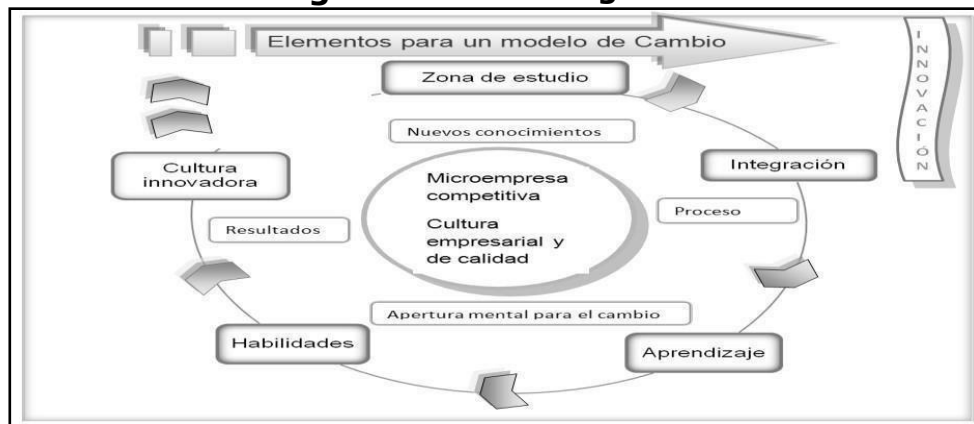 Elementos para un modelo de Cambio
INNOVACIÓN
Zona de estudio
Nuevos conocimientos
Cultura
innovadora
Integración
Microempresa
competitiva
Cultura
empresarial y
de calidad
Proceso
Resultados
Apertura mental para el cambio
Habilidades
Aprendizaje